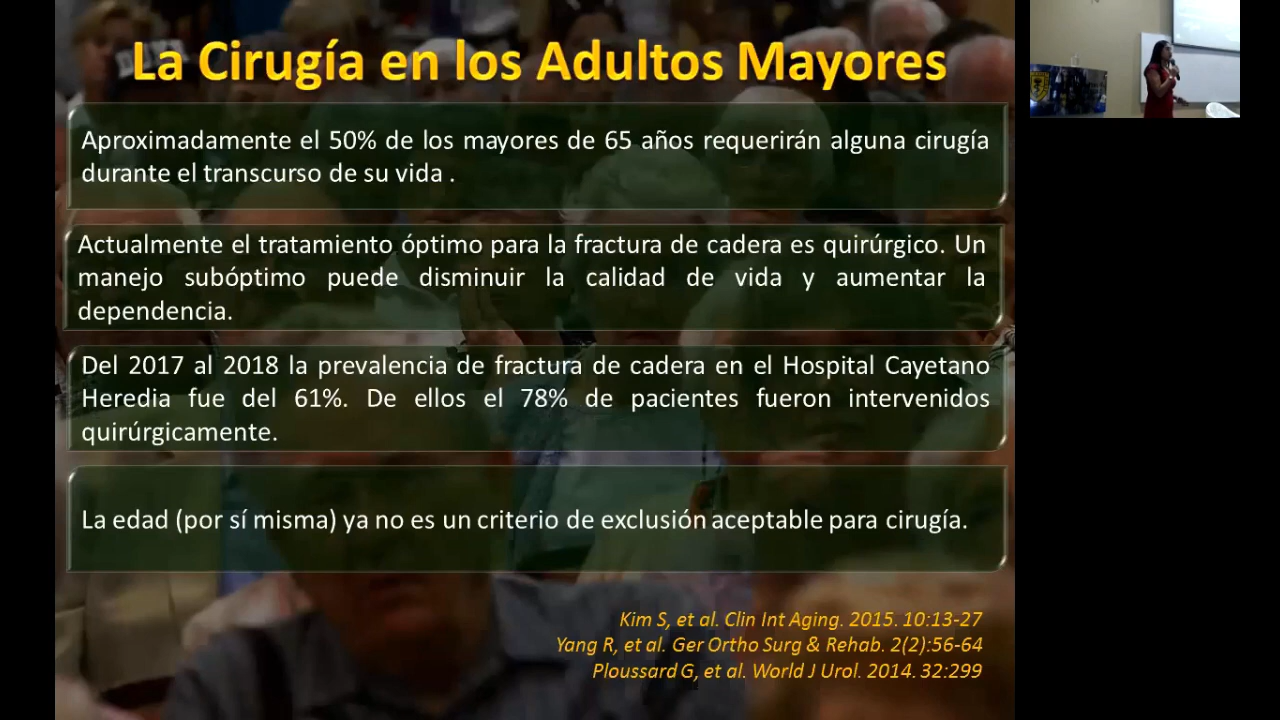 La Cirugía en los Adultos Mayores
Aproximadamente el 50% de los mayores de 65 años requerirán alguna cirugía
durante el transcurso de su vida .
Actualmente el tratamiento óptimo para la fractura de cadera es quirúrgico. Un
manejo subóptimo puede disminuir la calidad de vida y aumentar la
dependencia.
Del 2017 al 2018 la prevalencia de fractura de cadera en el Hospital Cayetano
Heredia fue del 61%. De ellos el 78% de pacientes fueron intervenidos
quirúrgicamente.
La edad (por sí misma) ya no es un criterio de exclusión aceptable para cirugía.
Kim S, et al. Clin Int Aging. 2015. 10:13-27
Yang R, et al. Ger Ortho Surg & Rehab. 2(2):56-64
Ploussard G, et al. World J Urol. 2014. 32:299